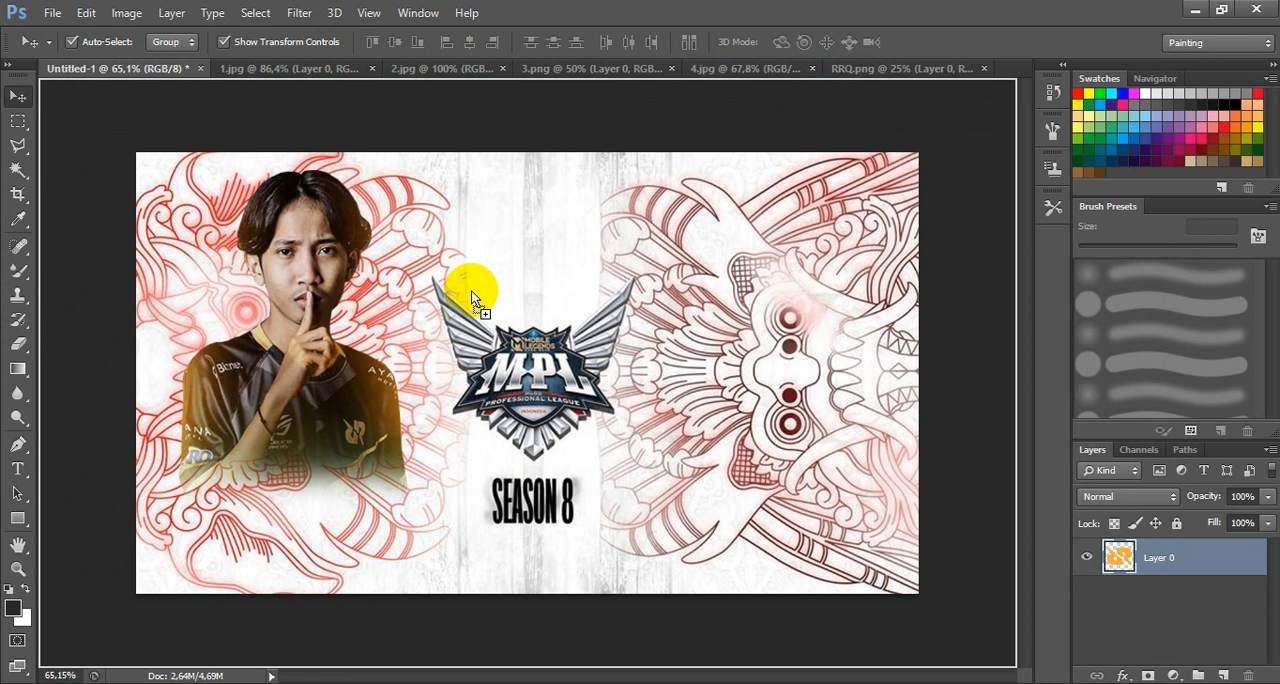 Ps File Edit Image Layer Type Select Filter 3D View Window Help
Auto-Select: Group Show Transform Controls 3D Mode: Painting
Untitled-1 @ 65,1% (RGB/8) * × 1.jpg @ 86,4% (Layer 0, RG... × 2.jpg @ 100% (RGB... × 3.png @ 50% (Layer 0, RGB... × 4.jpg @ 67,8% (RGB/... × RRQ.png @ 25% (Layer 0, R... ×
Swatches Navigator
Brush Presets
Size:
MOBILE
LEGENDS
MPL
PROFESSIONAL LEAGUE
INDONESIA
SEASON 8
Biznet
Layers Channels Paths
Kind
Normal Opacity: 100%
Lock: Fill: 100%
Layer 0
65,15% Doc: 2,64M/4,69M